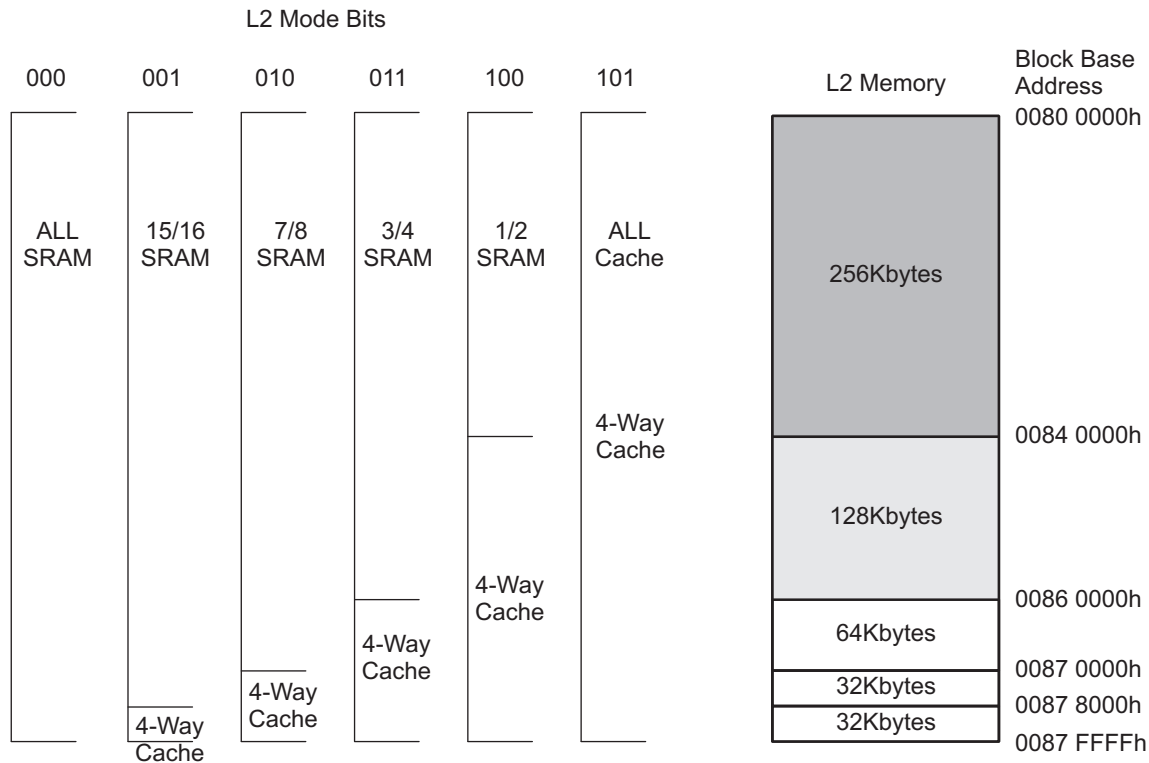 L2 Mode Bits
000 001 010 011 100 101
L2 Memory
Block Base
Address
0080 0000h
ALL
SRAM
15/16
SRAM
7/8
SRAM
3/4
SRAM
1/2
SRAM
ALL
Cache
256Kbytes
4-Way
Cache
0084 0000h
128Kbytes
4-Way
Cache
0086 0000h
4-Way
Cache
64Kbytes
0087 0000h
4-Way
Cache
32Kbytes
0087 8000h
4-Way
Cache
32Kbytes
0087 FFFFh